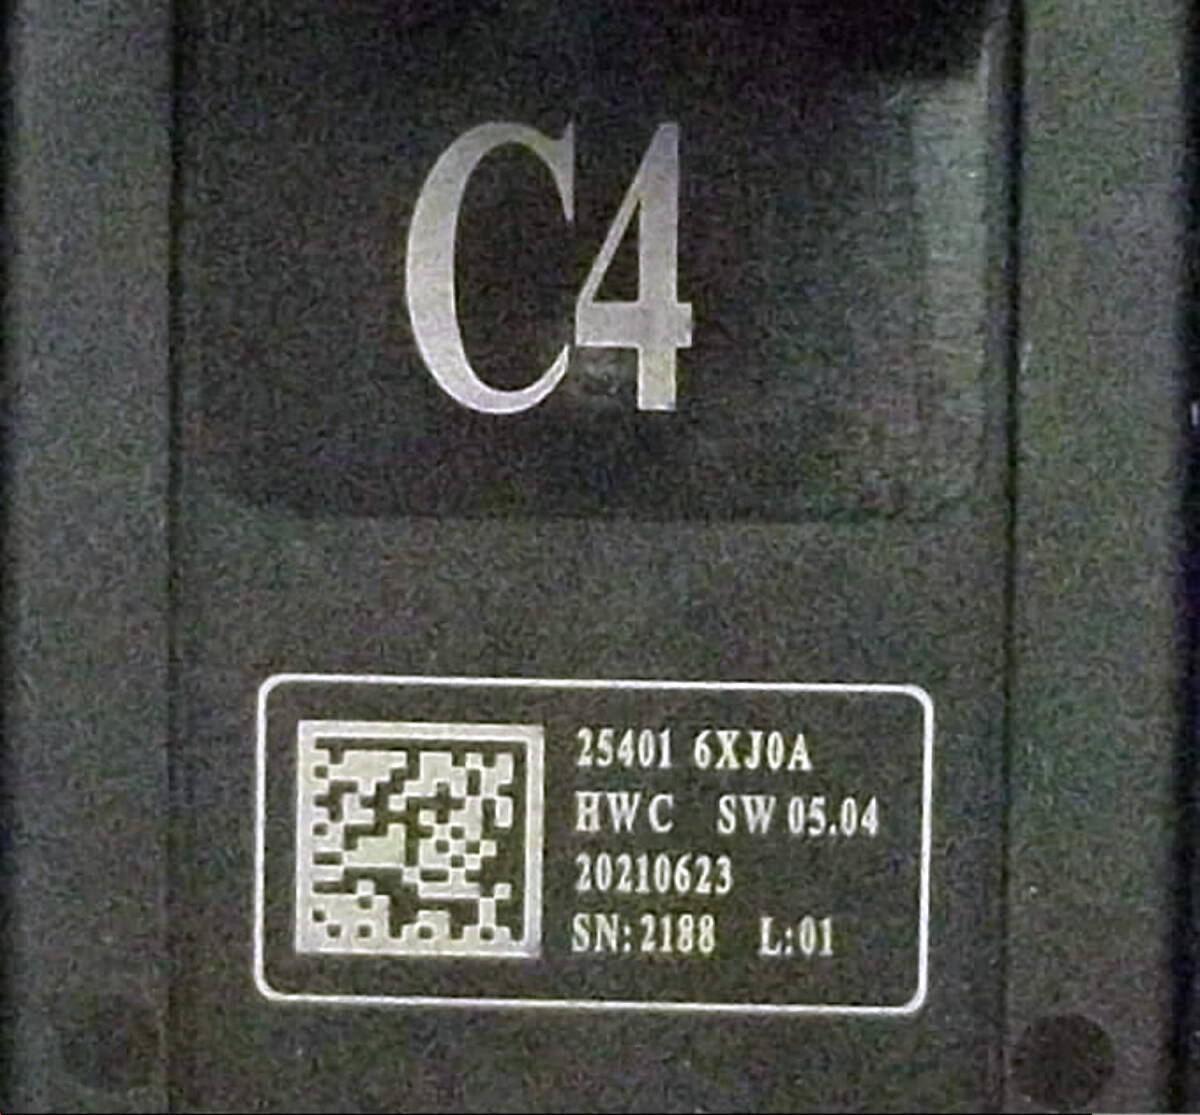 C4
25401 6XJ0A
HWC SW 05.04
20210623
SN:2188 L:01